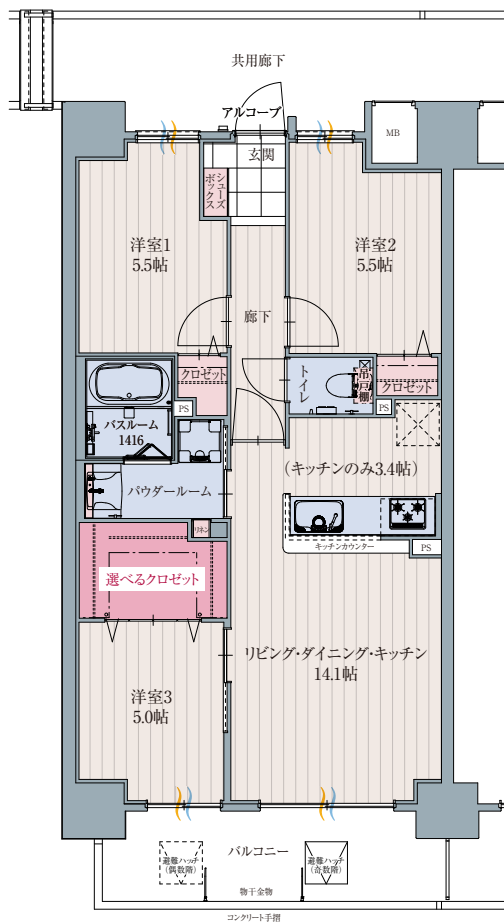 共用廊下
アルコーブ
MB
玄関
シューズ
ボックス
洋室1
5.5帖
洋室2
5.5帖
廊下
クロゼット
トイレ
吊戸棚
クロゼット
PS
PS
バスルーム
1416
(キッチンのみ3.4帖)
パウダールーム
リネン
キッチンカウンター
PS
選べるクロゼット
リビング・ダイニング・キッチン
14.1帖
洋室3
5.0帖
バルコニー
避難ハッチ
(偶数階)
避難ハッチ
(奇数階)
物干金物
コンクリート手摺